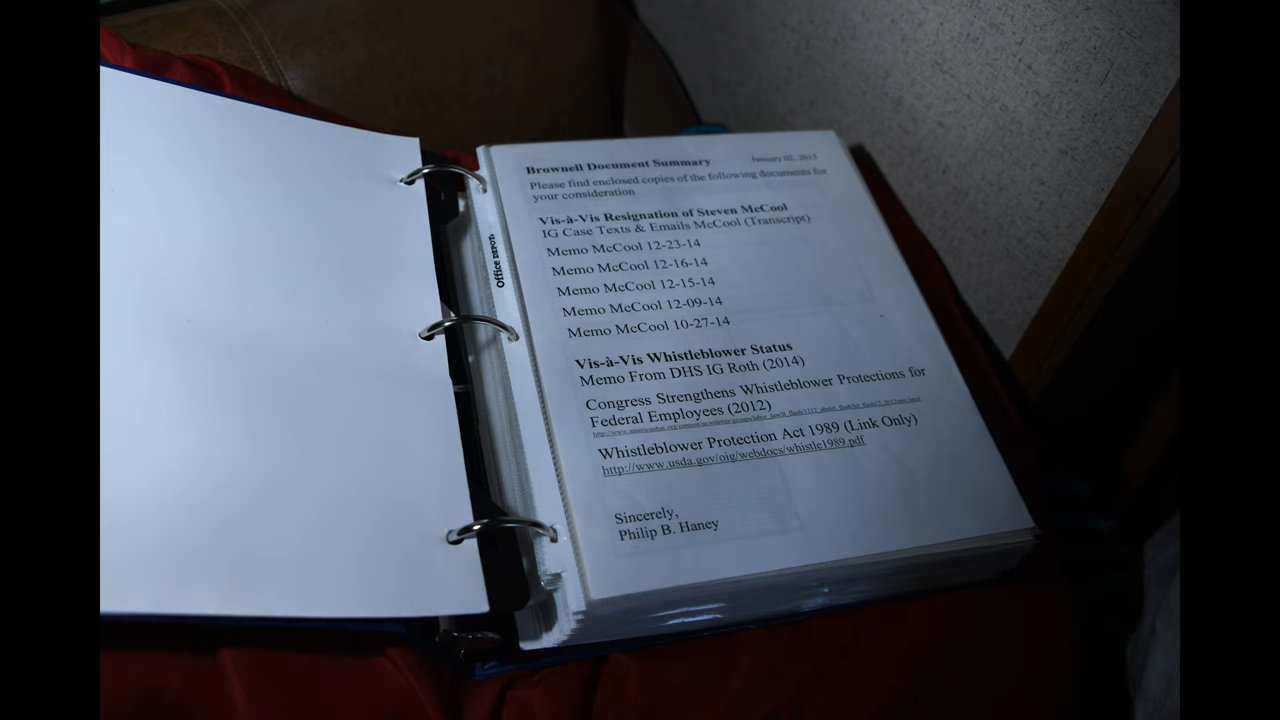 Brownell Document Summary January 02, 2015
Please find enclosed copies of the following documents for
your consideration
Vis-à-Vis Resignation of Steven McCool
IG Case Texts & Emails McCool (Transcript)
Memo McCool 12-23-14
Memo McCool 12-16-14
Memo McCool 12-15-14
Memo McCool 12-09-14
Memo McCool 10-27-14
Vis-à-Vis Whistleblower Status
Memo From DHS IG Roth (2014)
Congress Strengthens Whistleblower Protections for
Federal Employees (2012)
Whistleblower Protection Act 1989 (Link Only)
http://www.usda.gov/oig/webdocs/whistle1989.pdf
Sincerely,
Philip B. Haney
Office DEPOT